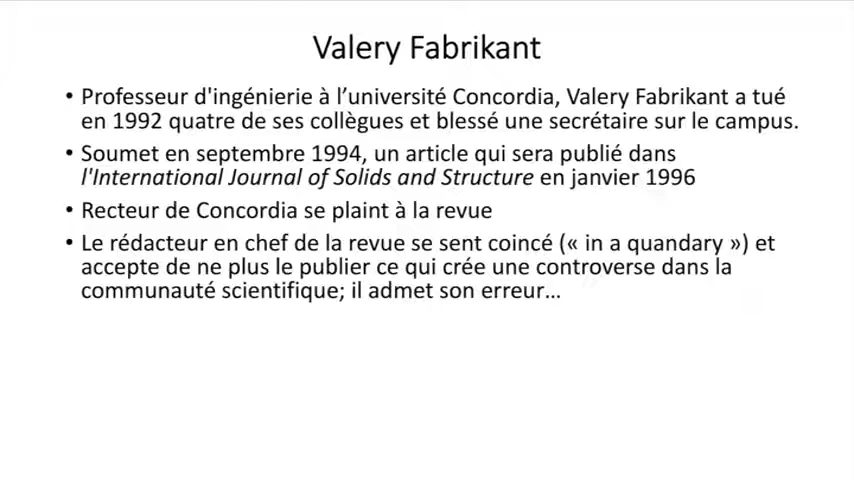 Valery Fabrikant
• Professeur d'ingénierie à l’université Concordia, Valery Fabrikant a tué
en 1992 quatre de ses collègues et blessé une secrétaire sur le campus.
• Soumet en septembre 1994, un article qui sera publié dans
l'International Journal of Solids and Structure en janvier 1996
• Recteur de Concordia se plaint à la revue
• Le rédacteur en chef de la revue se sent coincé (« in a quandary ») et
accepte de ne plus le publier ce qui crée une controverse dans la
communauté scientifique; il admet son erreur…